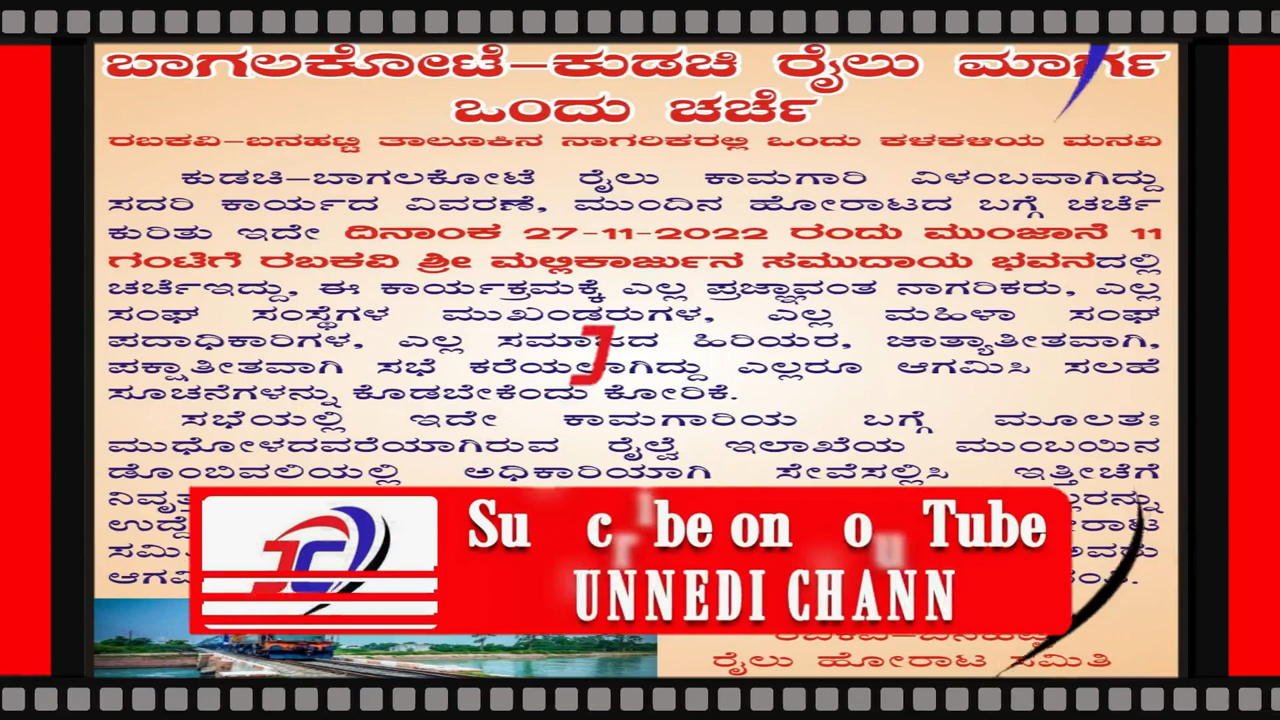 ಬಾಗಲಕೋಟೆ-ಕುಡಚಿ ರೈಲು ಮಾರ್ಗ
ಒಂದು ಚರ್ಚೆ
ರಬಕವಿ-ಬನಹಟ್ಟಿ ತಾಲೂಕಿನ ನಾಗರಿಕರಲ್ಲಿ ಒಂದು ಕಳಕಳಿಯ ಮನವಿ
ಕುಡಚಿ-ಬಾಗಲಕೋಟೆ ರೈಲು ಕಾಮಗಾರಿ ವಿಳಂಬವಾಗಿದ್ದು
ಸದರಿ ಕಾರ್ಯದ ವಿವರಣೆ, ಮುಂದಿನ ಹೋರಾಟದ ಬಗ್ಗೆ ಚರ್ಚೆ
ಕುರಿತು ಇದೇ ದಿನಾಂಕ 27-11-2022 ರಂದು ಮುಂಜಾನೆ 11
ಗಂಟೆಗೆ ರಬಕವಿ ಶ್ರೀ ಮಲ್ಲಿಕಾರ್ಜುನ ಸಮುದಾಯ ಭವನದಲ್ಲಿ
ಚರ್ಚೆಇದ್ದು, ಈ ಕಾರ್ಯಕ್ರಮಕ್ಕೆ ಎಲ್ಲ ಪ್ರಜ್ಞಾವಂತ ನಾಗರಿಕರು, ಎಲ್ಲ
ಸಂಘ ಸಂಸ್ಥೆಗಳ ಮುಖಂಡರುಗಳ, ಎಲ್ಲ ಮಹಿಳಾ ಸಂಘ
ಪದಾಧಿಕಾರಿಗಳ, ಎಲ್ಲ ಸಮಾಜದ ಹಿರಿಯರ, ಜಾತ್ಯಾತೀತವಾಗಿ,
ಪಕ್ಷಾತೀತವಾಗಿ ಸಭೆ ಕರೆಯಲಾಗಿದ್ದು ಎಲ್ಲರೂ ಆಗಮಿಸಿ ಸಲಹೆ
ಸೂಚನೆಗಳನ್ನು ಕೊಡಬೇಕೆಂದು ಕೋರಿಕೆ.
ಸಭೆಯಲ್ಲಿ ಇದೇ ಕಾಮಗಾರಿಯ ಬಗ್ಗೆ ಮೂಲತಃ
ಮುಧೋಳದವರೆಯಾಗಿರುವ ರೈಲ್ವೆ ಇಲಾಖೆಯ ಮುಂಬಯಿನ
ಡೊಂಬಿವಲಿಯಲ್ಲಿ ಅಧಿಕಾರಿಯಾಗಿ ಸೇವೆಸಲ್ಲಿಸಿ ಇತ್ತೀಚೆಗೆ
Su c be on o Tube
UNNEDI CHANN
ರಬಕವಿ-ಬನಹಟ್ಟಿ
ರೈಲು ಹೋರಾಟ ಸಮಿತಿ